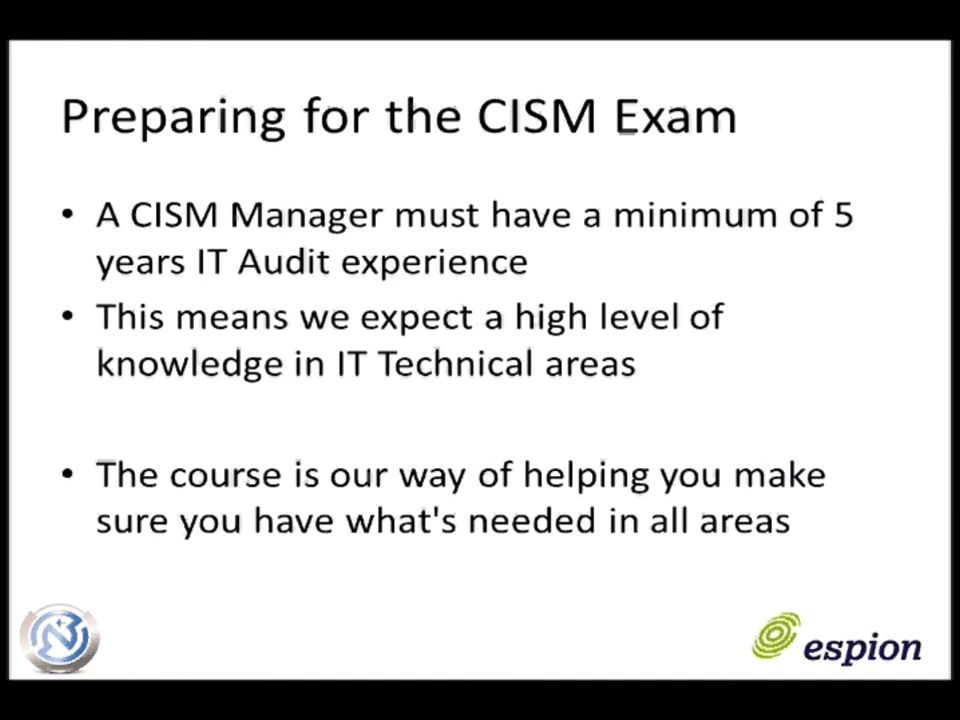 Preparing for the CISM Exam
• A CISM Manager must have a minimum of 5
years IT Audit experience
• This means we expect a high level of
knowledge in IT Technical areas
• The course is our way of helping you make
sure you have what's needed in all areas
espion